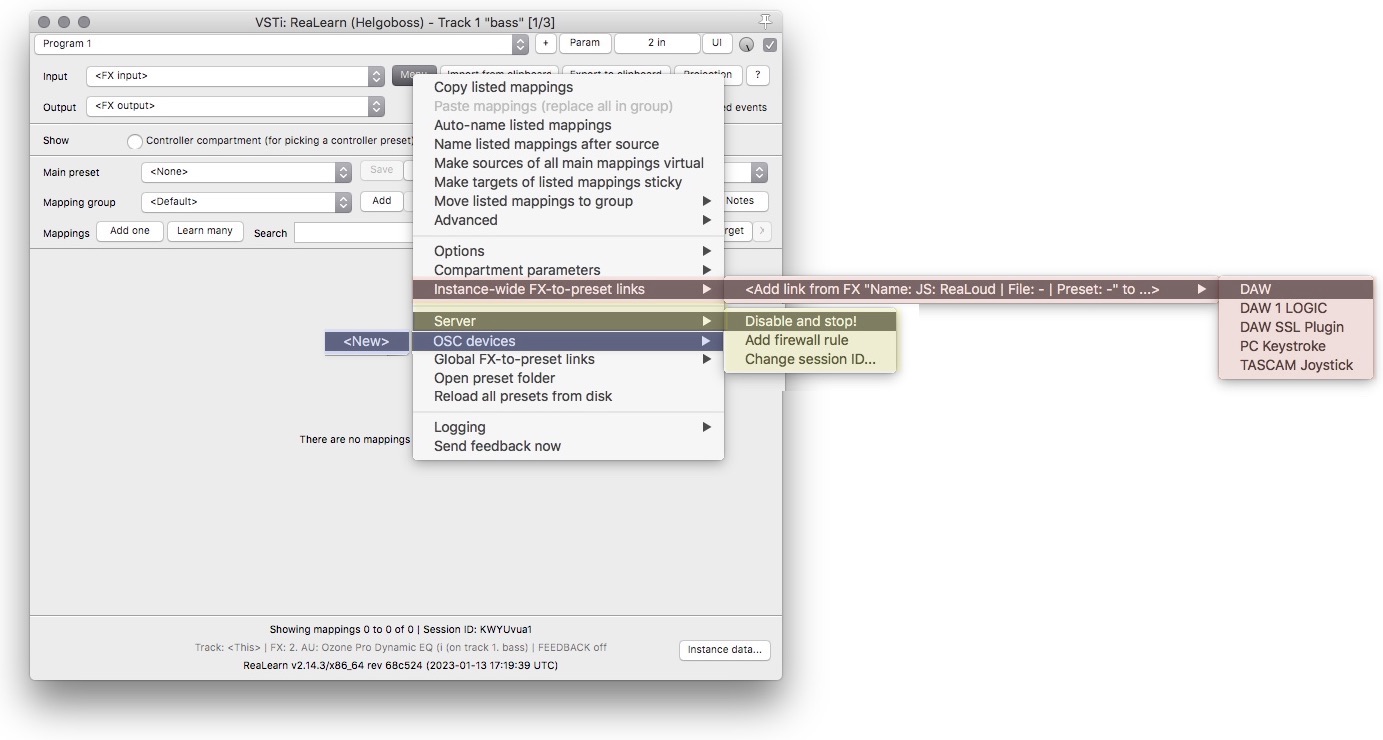 VSTi: ReaLearn (Helgoboss) - Track 1 "bass" [1/3]
Program 1 + Param 2 in UI
Input <FX input> Menu Import from clipboard Export to clipboard Projection ?
Output <FX output> ed events
Show Controller compartment (for picking a controller preset)
Main preset <None> Save
Mapping group <Default> Add Notes
Mappings Add one Learn many Search rget >
Copy listed mappings
Paste mappings (replace all in group)
Auto-name listed mappings
Name listed mappings after source
Make sources of all main mappings virtual
Make targets of listed mappings sticky
Move listed mappings to group
Advanced
Options
Compartment parameters
Instance-wide FX-to-preset links
<Add link from FX "Name: JS: ReaLoud | File: - | Preset: -" to ...>
DAW
DAW 1 LOGIC
DAW SSL Plugin
PC Keystroke
TASCAM Joystick
Server
Disable and stop!
Add firewall rule
Change session ID...
OSC devices
<New>
Global FX-to-preset links
Open preset folder
Reload all presets from disk
Logging
Send feedback now
There are no mappings
Showing mappings 0 to 0 of 0 | Session ID: KWYUvua1
Track: <This> | FX: 2. AU: Ozone Pro Dynamic EQ (i (on track 1. bass) | FEEDBACK off
Instance data...
ReaLearn v2.14.3/x86_64 rev 68c524 (2023-01-13 17:19:39 UTC)